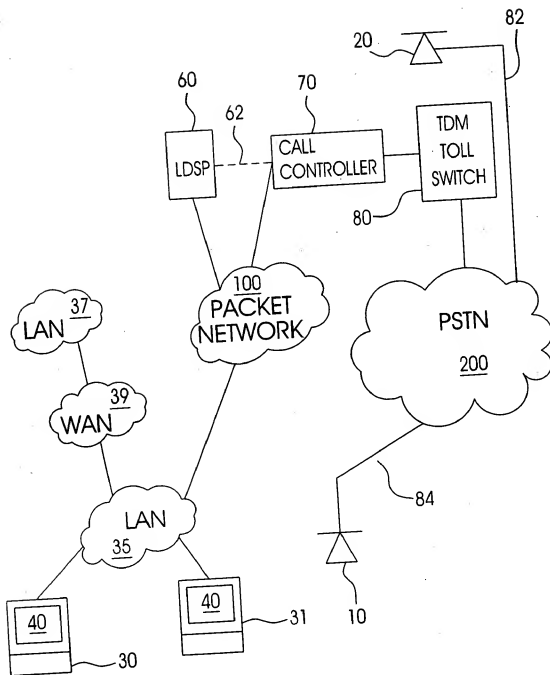 20
82
60
62
70
LDSP
CALL
CONTROLLER
TDM
TOLL
SWITCH
80
100
PACKET
NETWORK
PSTN
200
LAN 37
39
WAN
LAN
35
84
40
30
40
31
10